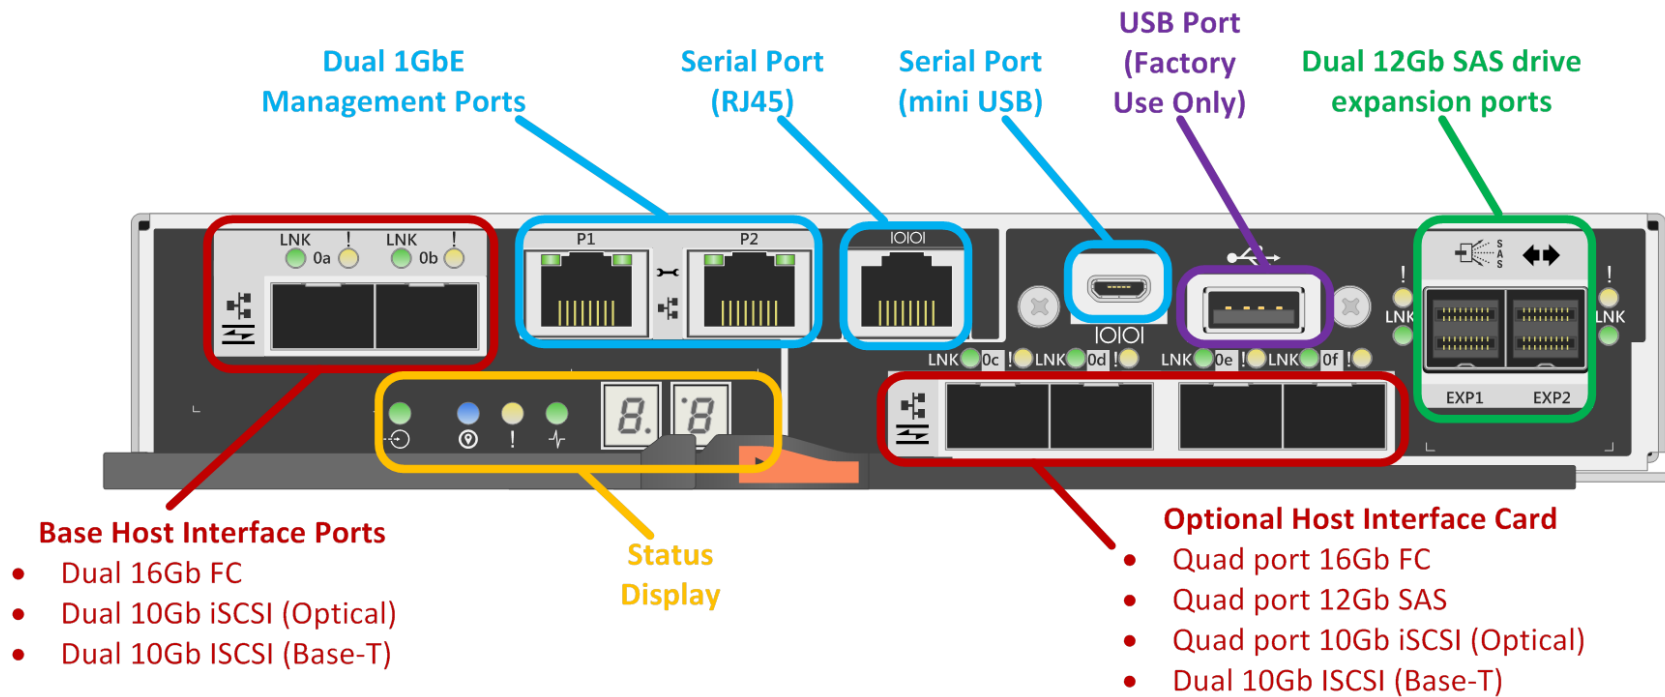 USB Port
(Factory
Use Only)
Dual 1GbE
Management Ports
Serial Port
(RJ45)
Serial Port
(mini USB)
Dual 12Gb SAS drive
expansion ports
LNK ! LNK !
0a 0b
P1 P2
IOIOI
SAS
! !
LNK LNK
IOIOI
LNK 0c ! LNK 0d ! LNK 0e ! LNK 0f !
EXP1 EXP2
8. 8
!
Base Host Interface Ports
• Dual 16Gb FC
• Dual 10Gb iSCSI (Optical)
• Dual 10Gb ISCSI (Base-T)
Status
Display
Optional Host Interface Card
• Quad port 16Gb FC
• Quad port 12Gb SAS
• Quad port 10Gb iSCSI (Optical)
• Dual 10Gb ISCSI (Base-T)